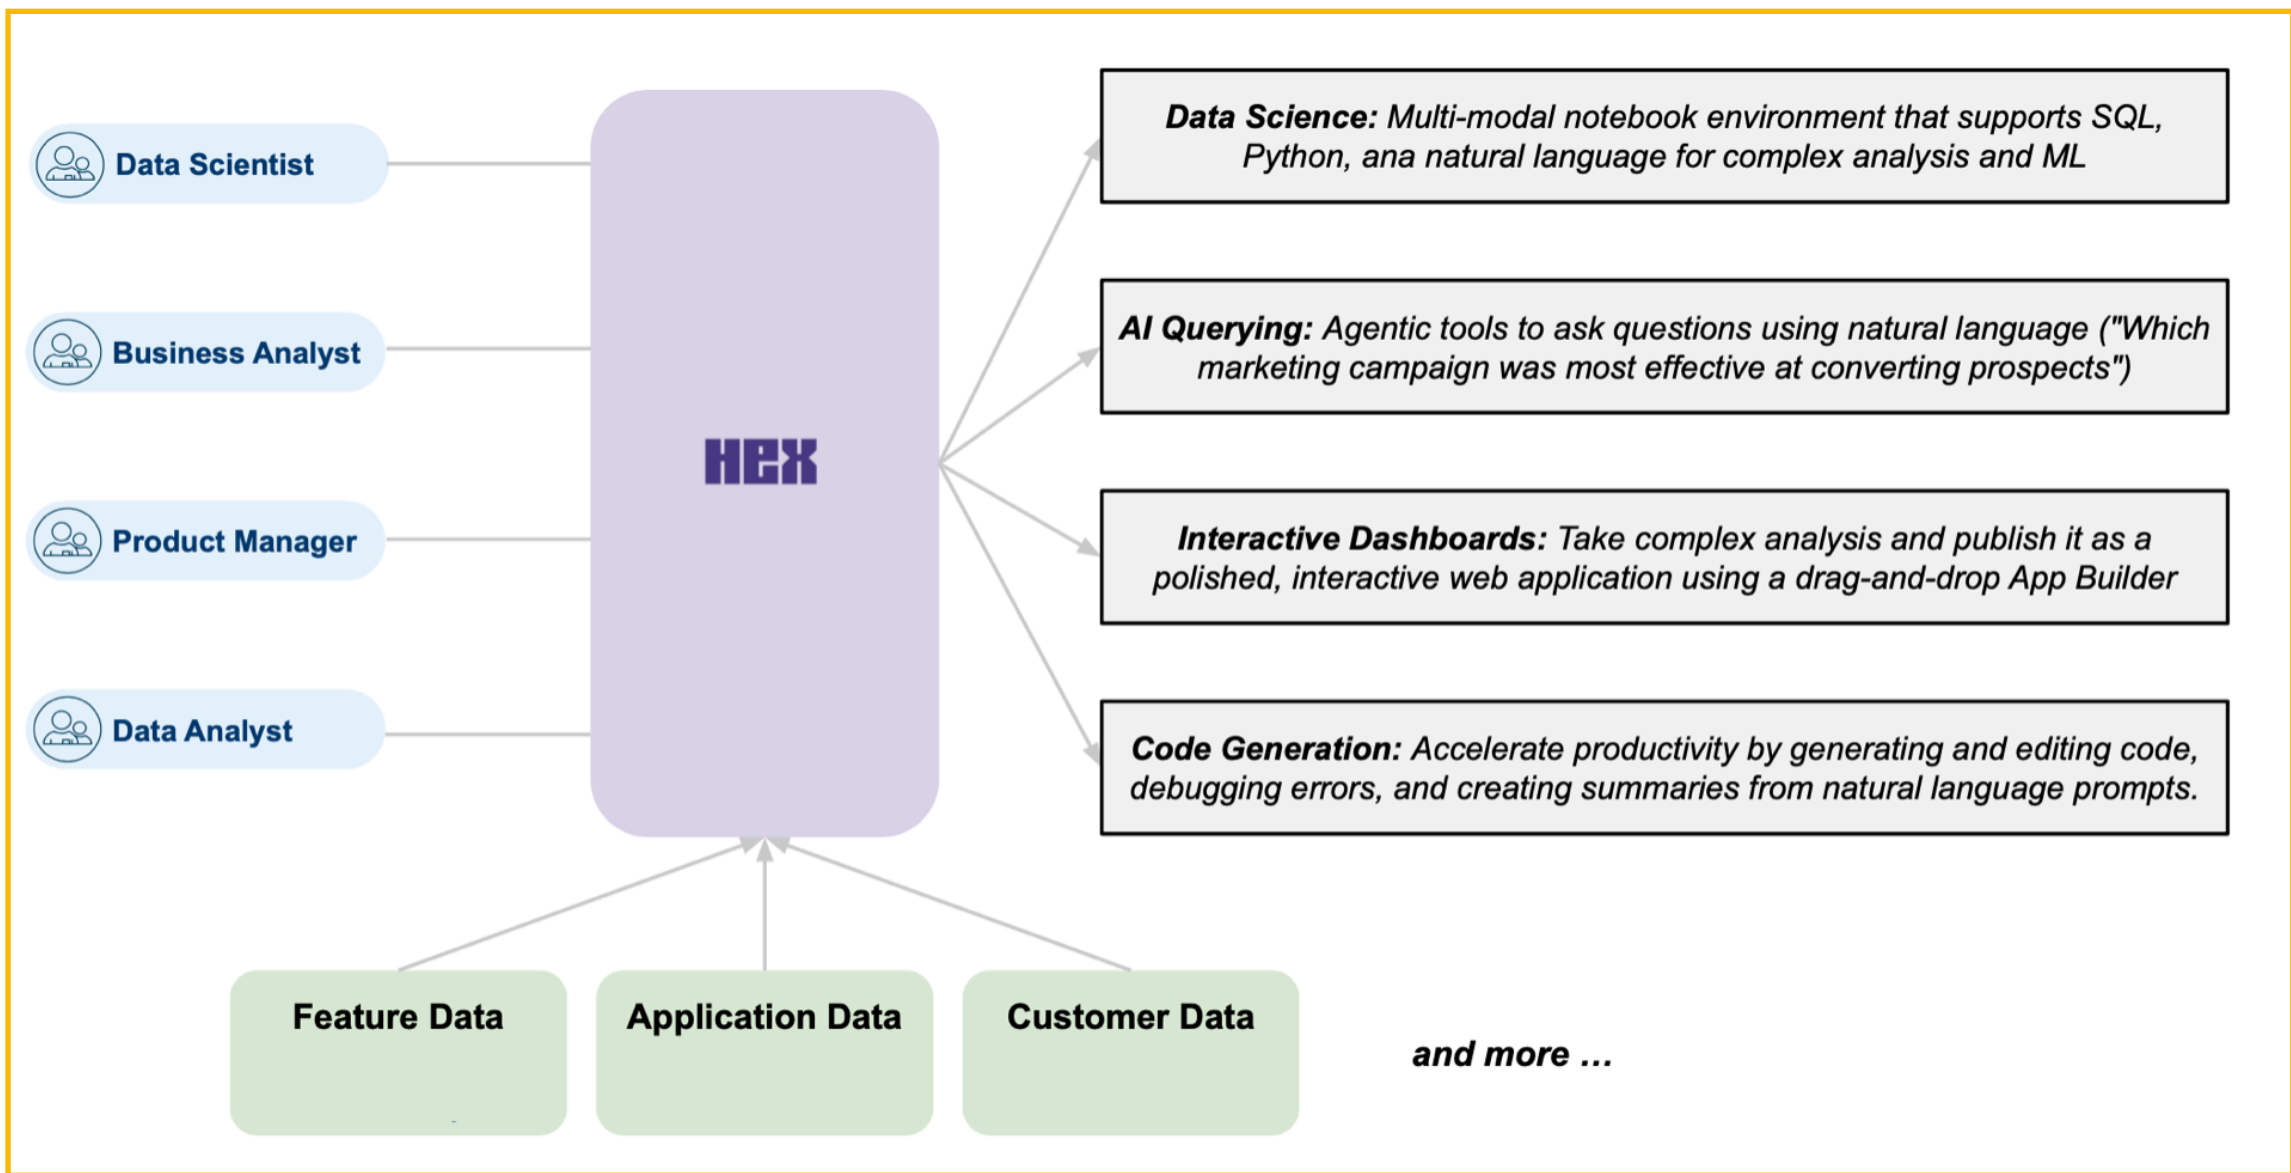 Data Scientist
Business Analyst
Product Manager
Data Analyst
HEX
Data Science: Multi-modal notebook environment that supports SQL,
Python, ana natural language for complex analysis and ML
AI Querying: Agentic tools to ask questions using natural language ("Which
marketing campaign was most effective at converting prospects")
Interactive Dashboards: Take complex analysis and publish it as a
polished, interactive web application using a drag-and-drop App Builder
Code Generation: Accelerate productivity by generating and editing code,
debugging errors, and creating summaries from natural language prompts.
Feature Data
Application Data
Customer Data
and more …